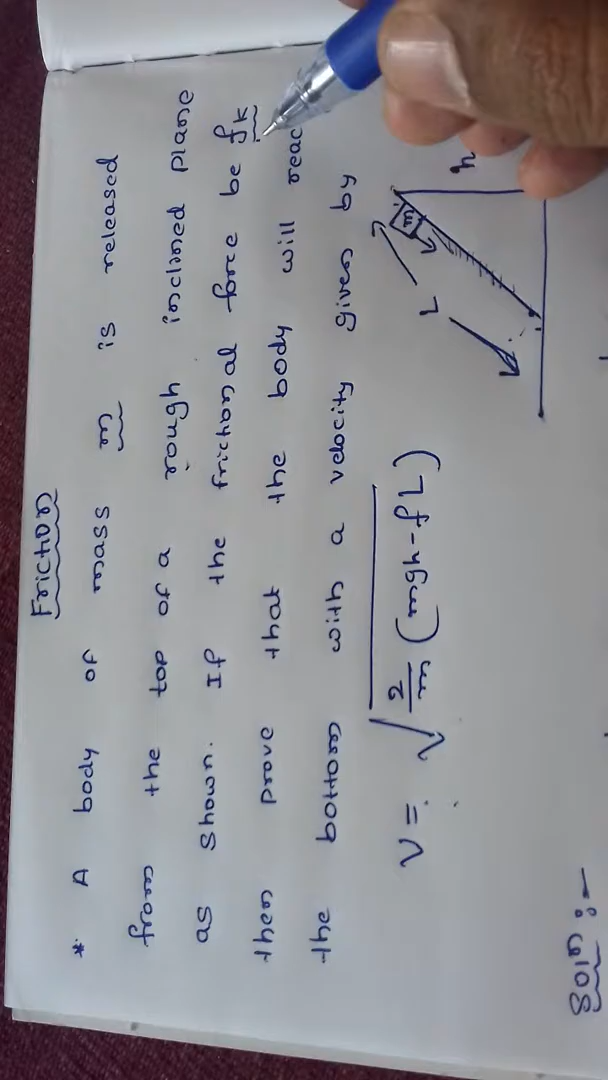 Friction
* A body of mass m is released
from the top of a rough inclined plane
as shown. If the frictional force be fk
then prove that the body will reac
the bottom with a velocity given by
V = √2/m (mgh - fL)
h
m
L
Soln :-